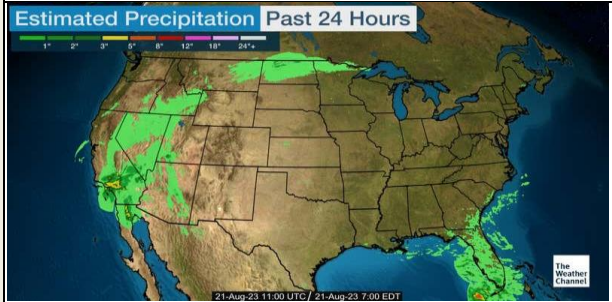 Estimated Precipitation Past 24 Hours
1" 2" 3" 5" 8" 12" 18" 24"+
The
Weather
Channel
21-Aug-23 11:00 UTC / 21-Aug-23 7:00 EDT